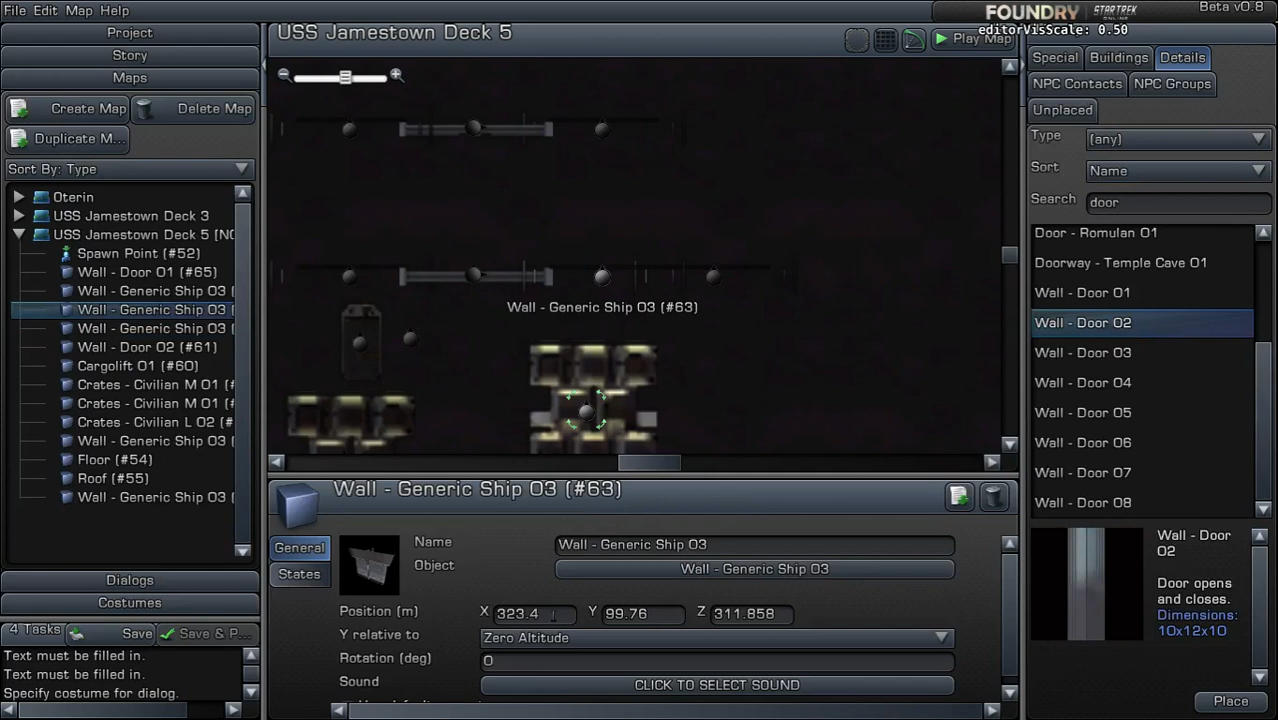 File Edit Map Help
FOUNDRY STAR TREK ONLINE
Beta v0.8
editorVisScale: 0.50
Project
Story
Maps
Create Map
Delete Map
Duplicate M...
Sort By: Type
Oterin
USS Jamestown Deck 3
USS Jamestown Deck 5 [NO
Spawn Point (#52)
Wall - Door 01 (#65)
Wall - Generic Ship 03 (
Wall - Generic Ship 03 (
Wall - Generic Ship 03 (
Wall - Door 02 (#61)
Cargolift 01 (#60)
Crates - Civilian M 01 (#
Crates - Civilian M 01 (#
Crates - Civilian L 02 (#
Wall - Generic Ship 03 (
Floor (#54)
Roof (#55)
Wall - Generic Ship 03 (
Dialogs
Costumes
4 Tasks
Save
Save & P...
Text must be filled in.
Text must be filled in.
Specify costume for dialog.
USS Jamestown Deck 5
Play Map
Wall - Generic Ship 03 (#63)
Wall - Generic Ship 03 (#63)
General
States
Name
Wall - Generic Ship 03
Object
Wall - Generic Ship 03
Position (m)
X 323.4 Y 99.76 Z 311.858
Y relative to
Zero Altitude
Rotation (deg)
0
Sound
CLICK TO SELECT SOUND
Special
Buildings
Details
NPC Contacts
NPC Groups
Unplaced
Type
(any)
Sort
Name
Search
door
Door - Romulan 01
Doorway - Temple Cave 01
Wall - Door 01
Wall - Door 02
Wall - Door 03
Wall - Door 04
Wall - Door 05
Wall - Door 06
Wall - Door 07
Wall - Door 08
Wall - Door
02
Door opens
and closes.
Dimensions:
10x12x10
Place